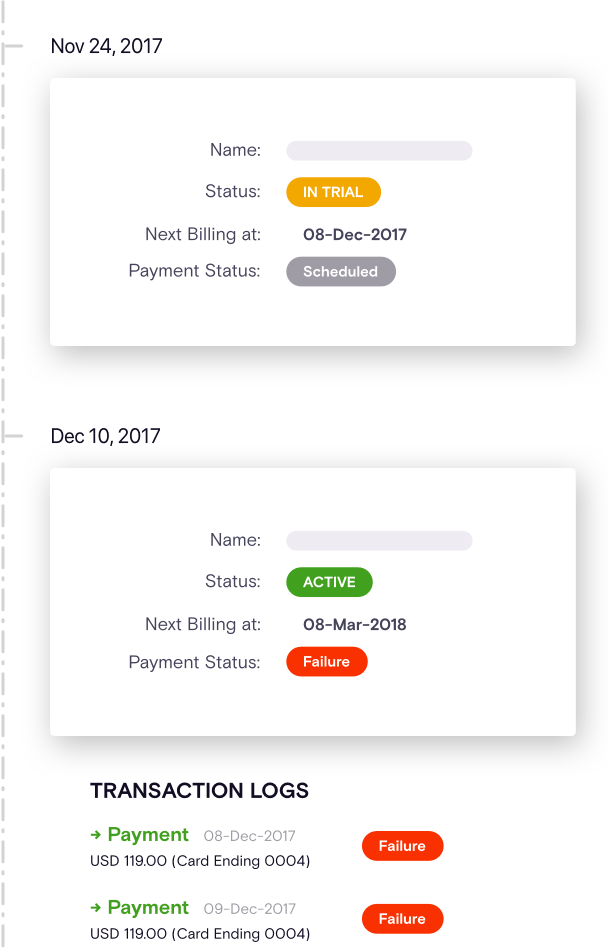 Nov 24, 2017
Name:
Status: IN TRIAL
Next Billing at: 08-Dec-2017
Payment Status: Scheduled
Dec 10, 2017
Name:
Status: ACTIVE
Next Billing at: 08-Mar-2018
Payment Status: Failure
TRANSACTION LOGS
→ Payment 08-Dec-2017 Failure
USD 119.00 (Card Ending 0004)
→ Payment 09-Dec-2017 Failure
USD 119.00 (Card Ending 0004)